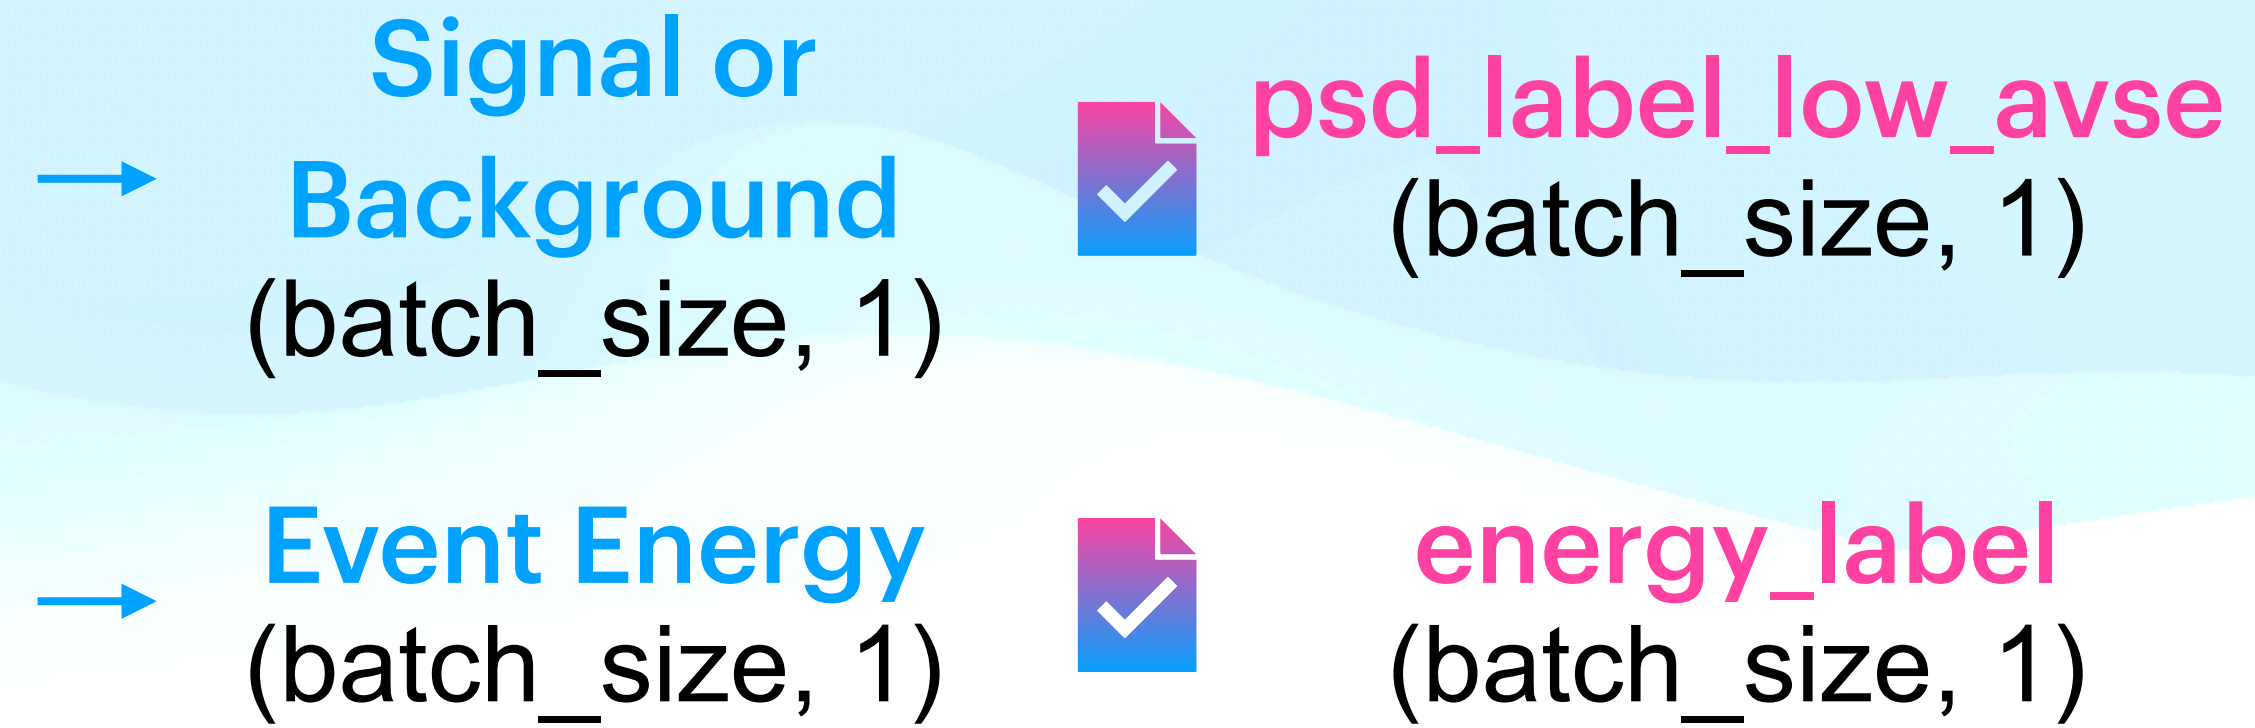 Signal or
Background
(batch_size, 1)
psd_label_low_avse
(batch_size, 1)
Event Energy
(batch_size, 1)
energy_label
(batch_size, 1)